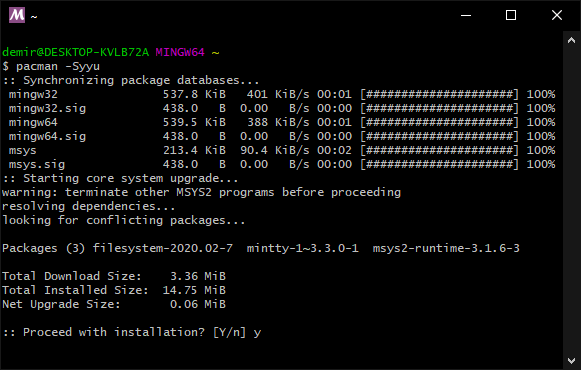 M ~
demir@DESKTOP-KVLB72A MINGW64 ~
$ pacman -Syyu
:: Synchronizing package databases...
mingw32 537.8 KiB 401 KiB/s 00:01 [#####################] 100%
mingw32.sig 438.0 B 0.00 B/s 00:00 [#####################] 100%
mingw64 539.5 KiB 388 KiB/s 00:01 [#####################] 100%
mingw64.sig 438.0 B 0.00 B/s 00:00 [#####################] 100%
msys 213.4 KiB 90.4 KiB/s 00:02 [#####################] 100%
msys.sig 438.0 B 0.00 B/s 00:00 [#####################] 100%
:: Starting core system upgrade...
warning: terminate other MSYS2 programs before proceeding
resolving dependencies...
looking for conflicting packages...
Packages (3) filesystem-2020.02-7 mintty-1~3.3.0-1 msys2-runtime-3.1.6-3
Total Download Size: 3.36 MiB
Total Installed Size: 14.75 MiB
Net Upgrade Size: 0.06 MiB
:: Proceed with installation? [Y/n] y